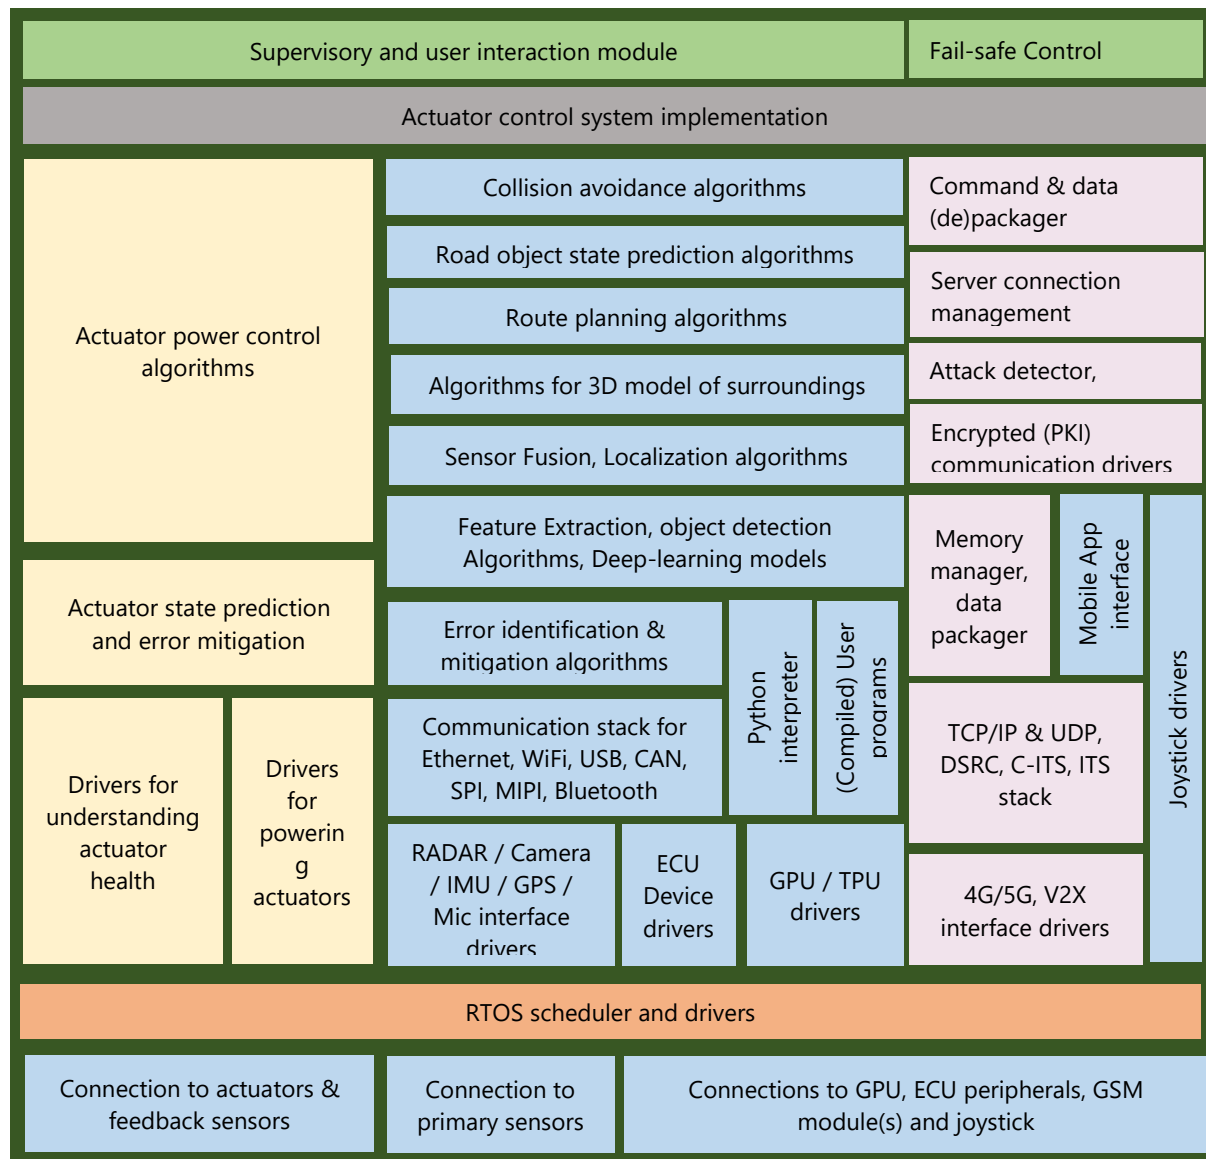 Supervisory and user interaction module
Fail-safe Control
Actuator control system implementation
Actuator power control
algorithms
Actuator state prediction
and error mitigation
Drivers for
understanding
actuator
health
Drivers
for
powerin
g
actuators
Collision avoidance algorithms
Road object state prediction algorithms
Route planning algorithms
Algorithms for 3D model of surroundings
Sensor Fusion, Localization algorithms
Feature Extraction, object detection
Algorithms, Deep-learning models
Error identification &
mitigation algorithms
Communication stack for
Ethernet, WiFi, USB, CAN,
SPI, MIPI, Bluetooth
Python
interpreter
(Compiled) User
programs
RADAR / Camera
/ IMU / GPS /
Mic interface
drivers
ECU
Device
drivers
GPU / TPU
drivers
Command & data
(de)packager
Server connection
management
Attack detector,
Encrypted (PKI)
communication drivers
Memory
manager,
data
packager
Mobile App
interface
Joystick drivers
TCP/IP & UDP,
DSRC, C-ITS, ITS
stack
4G/5G, V2X
interface drivers
RTOS scheduler and drivers
Connection to actuators &
feedback sensors
Connection to
primary sensors
Connections to GPU, ECU peripherals, GSM
module(s) and joystick